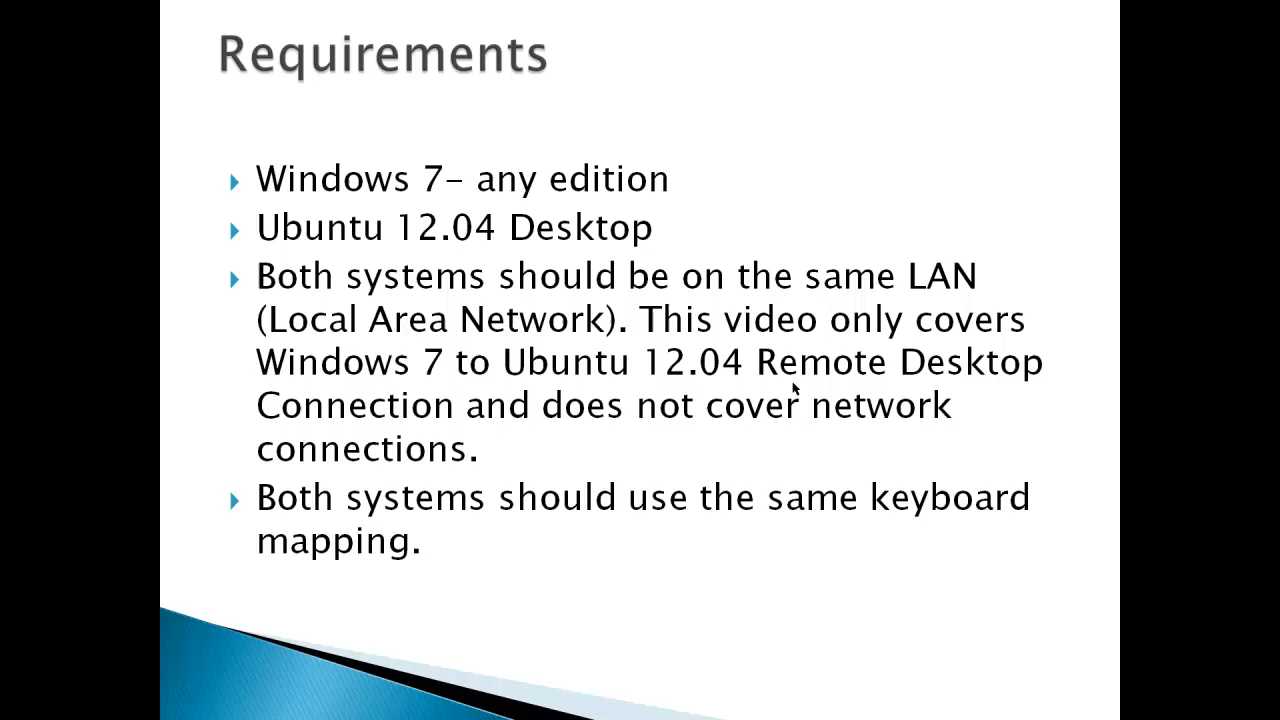 Requirements
Windows 7- any edition
Ubuntu 12.04 Desktop
Both systems should be on the same LAN
(Local Area Network). This video only covers
Windows 7 to Ubuntu 12.04 Remote Desktop
Connection and does not cover network
connections.
Both systems should use the same keyboard
mapping.